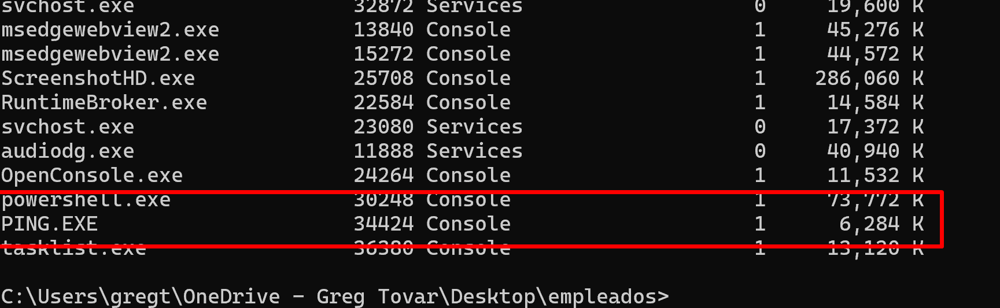 svchost.exe 32872 Services 0 19,600 K
msedgewebview2.exe 13840 Console 1 45,276 K
msedgewebview2.exe 15272 Console 1 44,572 K
ScreenshotHD.exe 25708 Console 1 286,060 K
RuntimeBroker.exe 22584 Console 1 14,584 K
svchost.exe 23080 Services 0 17,372 K
audiodg.exe 11888 Services 0 40,940 K
OpenConsole.exe 24264 Console 1 11,532 K
powershell.exe 30248 Console 1 73,772 K
PING.EXE 34424 Console 1 6,284 K
tasklist.exe 36380 Console 1 13,120 K
C:\Users\gregt\OneDrive - Greg Tovar\Desktop\empleados>